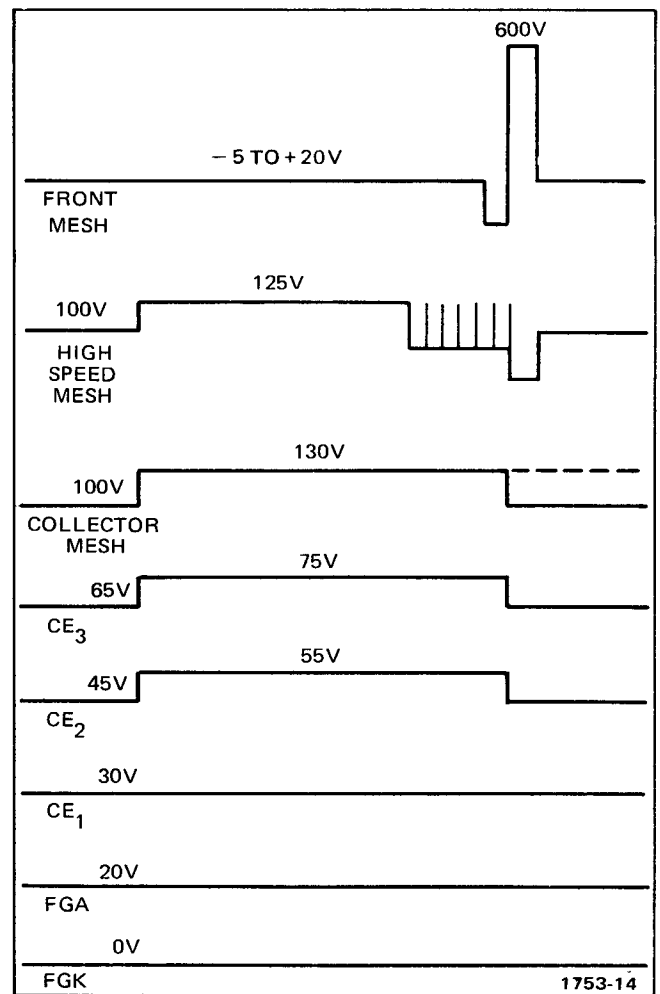 600V
− 5 TO + 20V
FRONT
MESH
125V
100V
HIGH
SPEED
MESH
130V
100V
COLLECTOR
MESH
75V
65V
CE3
55V
45V
CE2
30V
CE1
20V
FGA
0V
FGK
1753-14